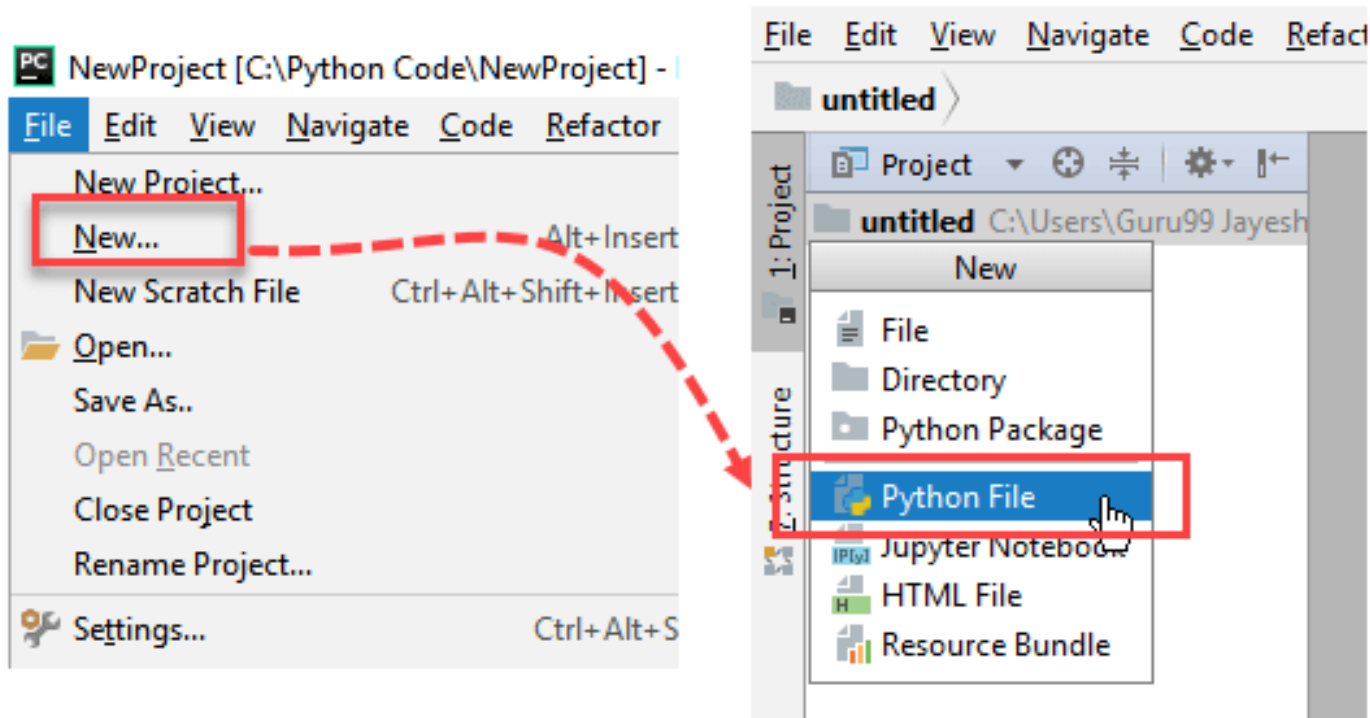 PC NewProject [C:\Python Code\NewProject] -
File Edit View Navigate Code Refactor
New Project...
New... Alt+Insert
New Scratch File Ctrl+Alt+Shift+Insert
Open...
Save As..
Open Recent
Close Project
Rename Project...
Settings... Ctrl+Alt+S
File Edit View Navigate Code Refact
untitled
1: Project
Project
untitled C:\Users\Guru99 Jayesh
New
File
Directory
Python Package
Python File
IP[y] Jupyter Notebook
H HTML File
Resource Bundle
7: Structure